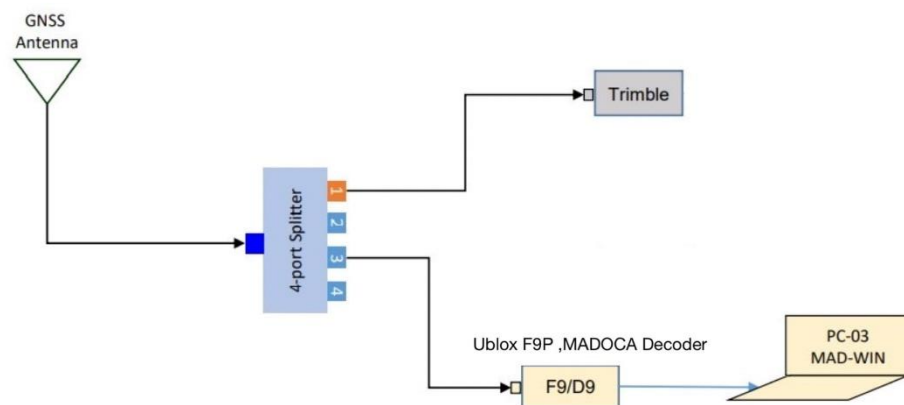 GNSS
Antenna
Trimble
4-port Splitter
1
2
3
4
Ublox F9P ,MADOCA Decoder
F9/D9
PC-03
MAD-WIN